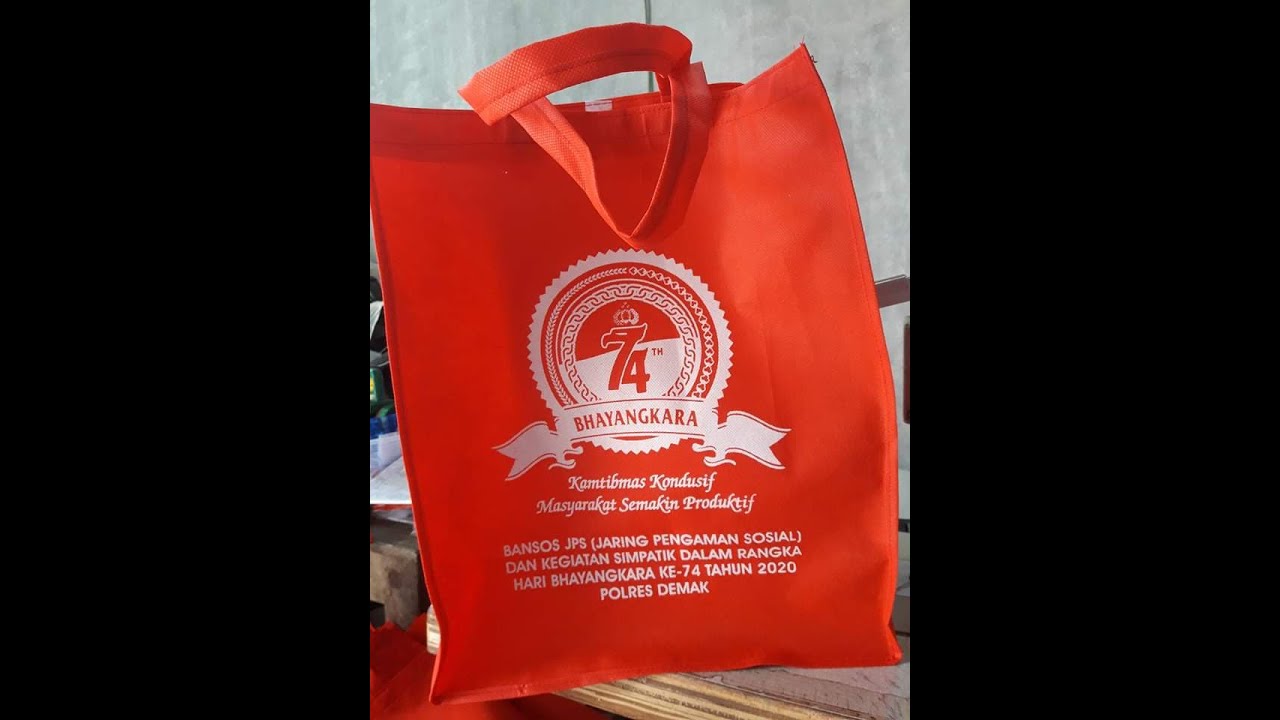 74TH
BHAYANGKARA
Kamtibmas Kondusif
Masyarakat Semakin Produktif
BANSOS JPS (JARING PENGAMAN SOSIAL)
DAN KEGIATAN SIMPATIK DALAM RANGKA
HARI BHAYANGKARA KE-74 TAHUN 2020
POLRES DEMAK